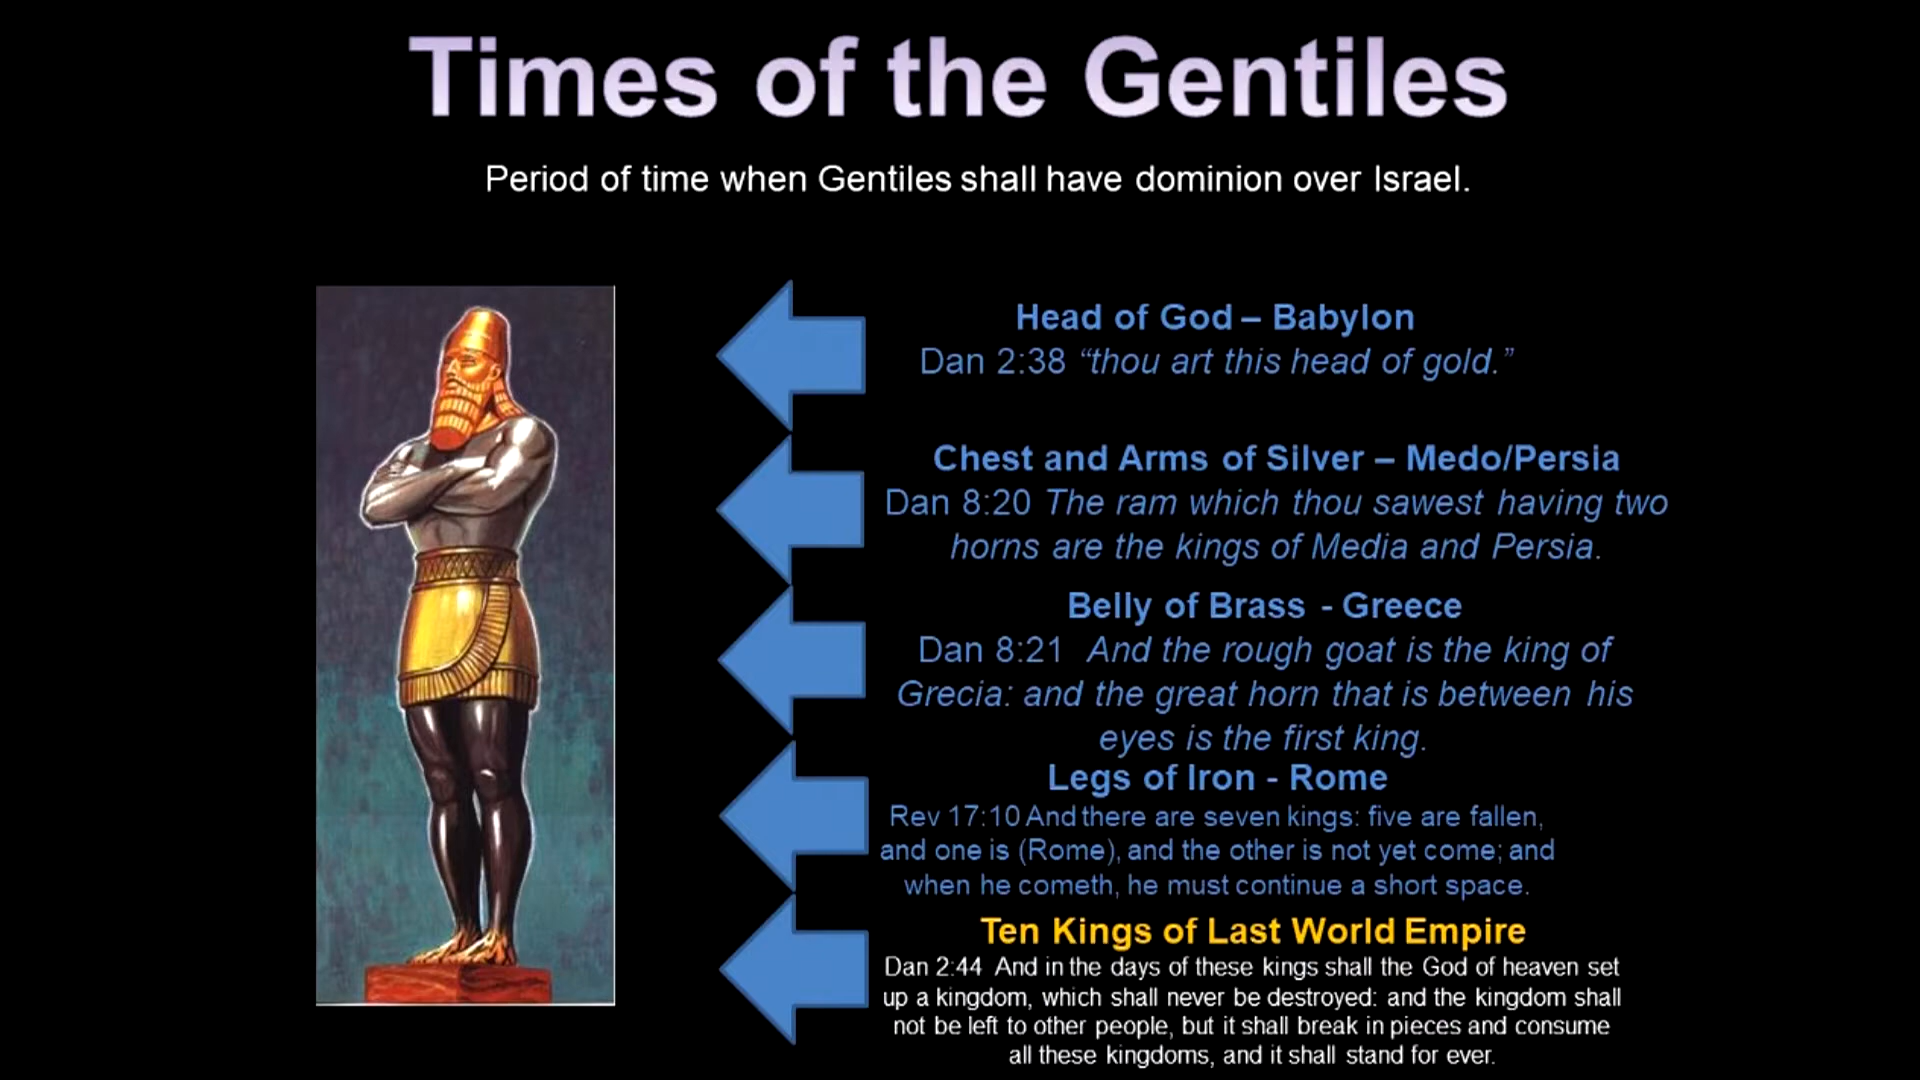 Times of the Gentiles
Period of time when Gentiles shall have dominion over Israel.
Head of God – Babylon
Dan 2:38 “thou art this head of gold.”
Chest and Arms of Silver – Medo/Persia
Dan 8:20 The ram which thou sawest having two
horns are the kings of Media and Persia.
Belly of Brass - Greece
Dan 8:21 And the rough goat is the king of
Grecia: and the great horn that is between his
eyes is the first king.
Legs of Iron - Rome
Rev 17:10 And there are seven kings: five are fallen,
and one is (Rome), and the other is not yet come; and
when he cometh, he must continue a short space.
Ten Kings of Last World Empire
Dan 2:44 And in the days of these kings shall the God of heaven set
up a kingdom, which shall never be destroyed: and the kingdom shall
not be left to other people, but it shall break in pieces and consume
all these kingdoms, and it shall stand for ever.